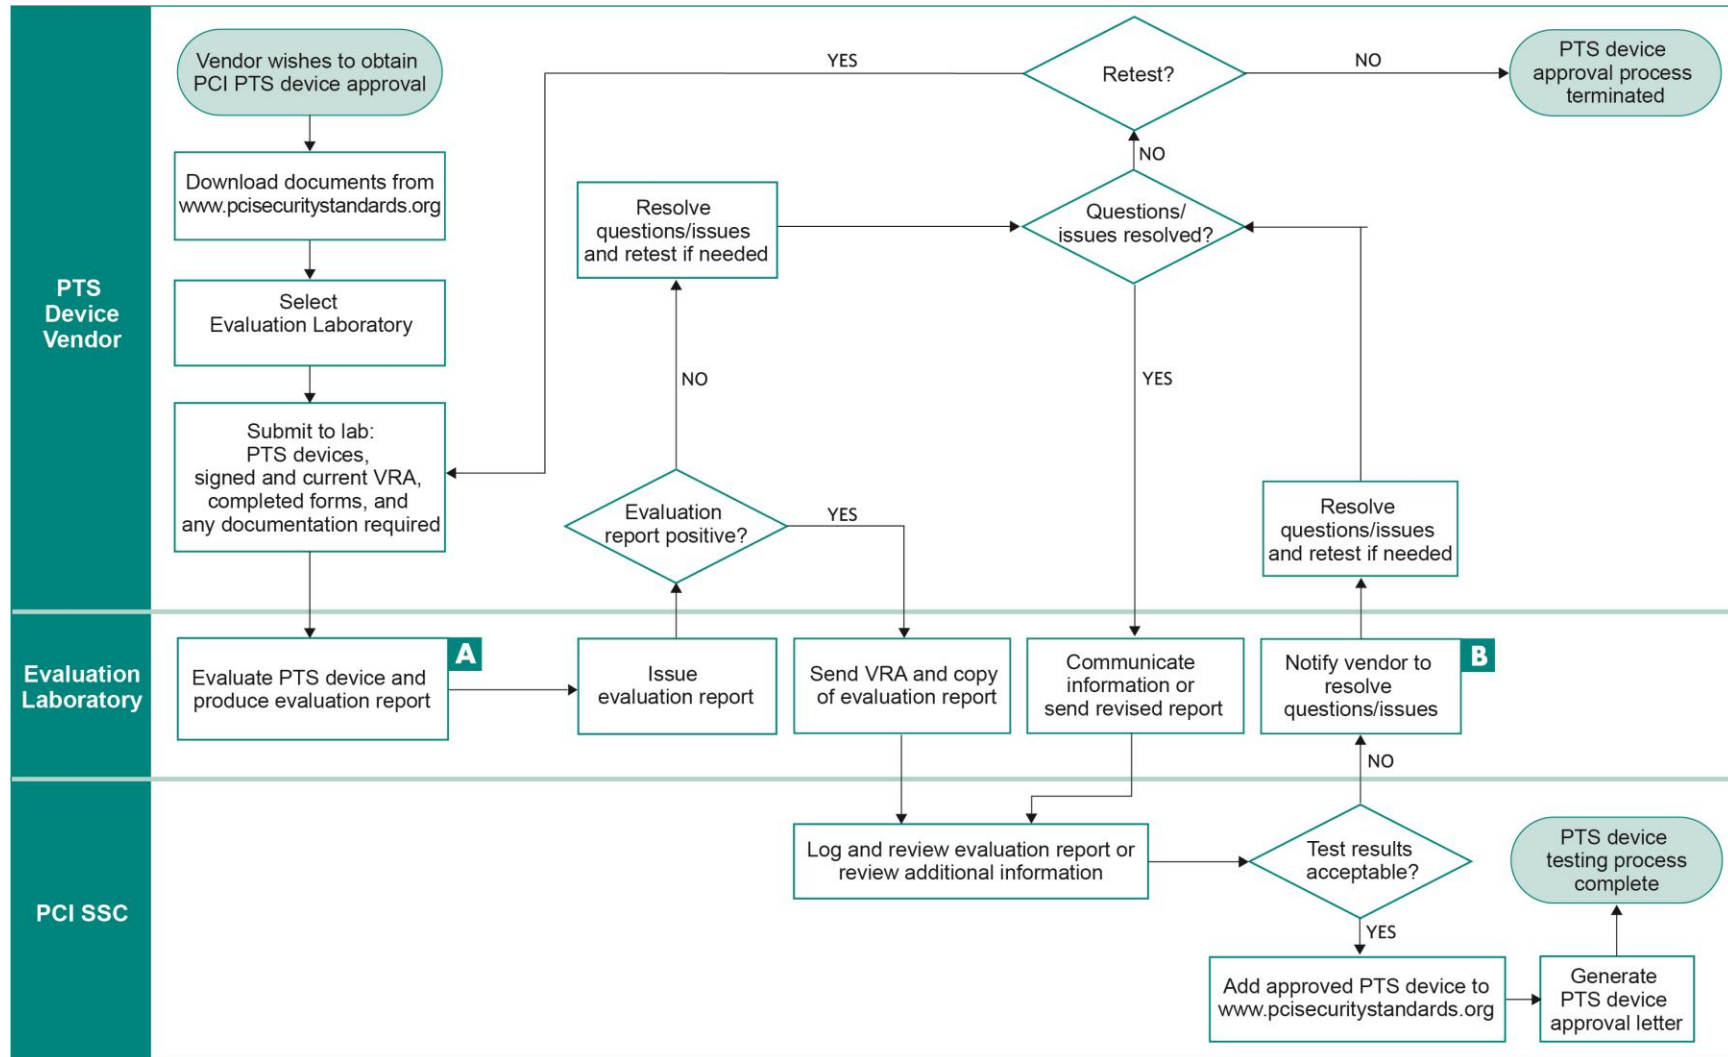 PTS
Device
Vendor
Vendor wishes to obtain
PCI PTS device approval
Download documents from
www.pcisecuritystandards.org
Select
Evaluation Laboratory
Submit to lab:
PTS devices,
signed and current VRA,
completed forms, and
any documentation required
YES
Retest?
NO
PTS device
approval process
terminated
NO
Resolve
questions/issues
and retest if needed
Questions/
issues resolved?
NO
YES
Evaluation
report positive?
YES
Resolve
questions/issues
and retest if needed
Evaluation
Laboratory
Evaluate PTS device and
produce evaluation report
A
Issue
evaluation report
Send VRA and copy
of evaluation report
Communicate
information or
send revised report
Notify vendor to
resolve
questions/issues
B
NO
PCI SSC
Log and review evaluation report or
review additional information
Test results
acceptable?
PTS device
testing process
complete
YES
Add approved PTS device to
www.pcisecuritystandards.org
Generate
PTS device
approval letter